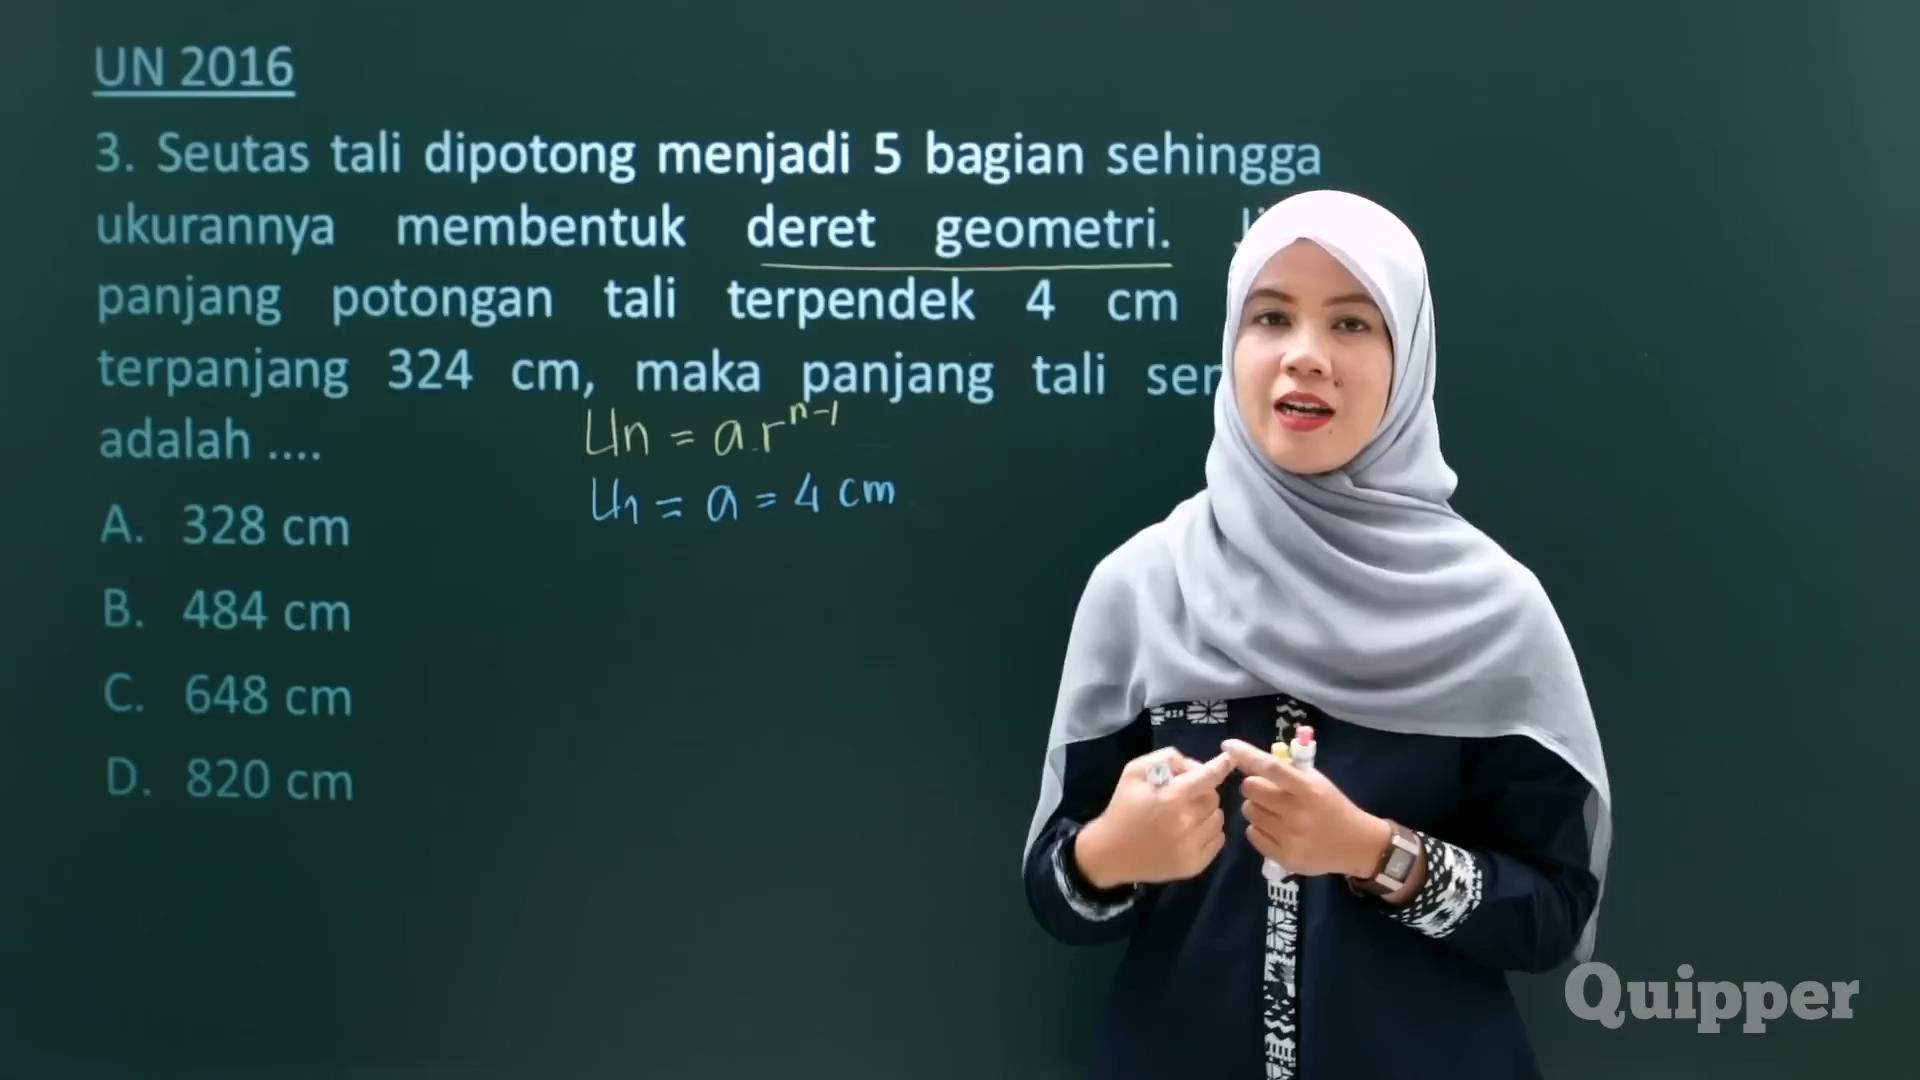 UN 2016
3. Seutas tali dipotong menjadi 5 bagian sehingga
ukurannya membentuk deret geometri.
panjang potongan tali terpendek 4 cm
terpanjang 324 cm, maka panjang tali
adalah ....
Un = a.r^n-1
U1 = a = 4 cm
A. 328 cm
B. 484 cm
C. 648 cm
D. 820 cm
Quipper